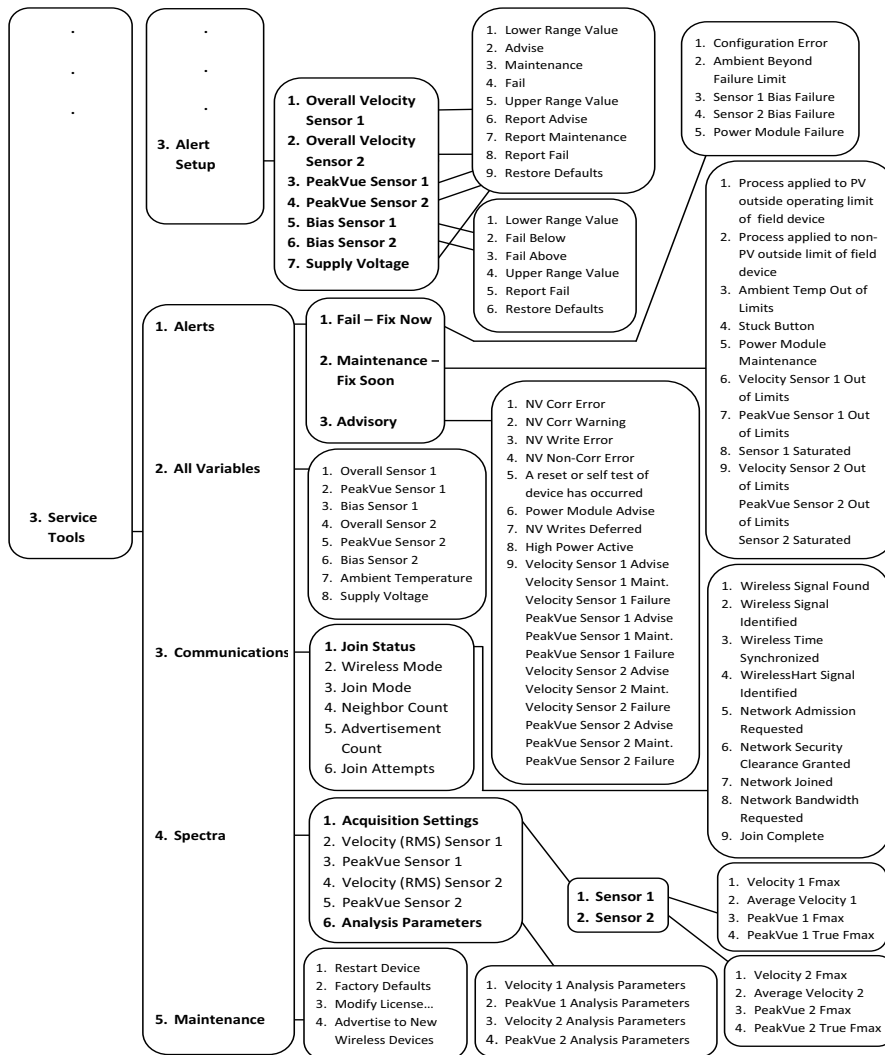 .
.
.
3. Service
Tools
.
.
.
3. Alert
Setup
1. Overall Velocity
Sensor 1
2. Overall Velocity
Sensor 2
3. PeakVue Sensor 1
4. PeakVue Sensor 2
5. Bias Sensor 1
6. Bias Sensor 2
7. Supply Voltage
1. Lower Range Value
2. Advise
3. Maintenance
4. Fail
5. Upper Range Value
6. Report Advise
7. Report Maintenance
8. Report Fail
9. Restore Defaults
1. Lower Range Value
2. Fail Below
3. Fail Above
4. Upper Range Value
5. Report Fail
6. Restore Defaults
1. Configuration Error
2. Ambient Beyond
Failure Limit
3. Sensor 1 Bias Failure
4. Sensor 2 Bias Failure
5. Power Module Failure
1. Process applied to PV
outside operating limit
of field device
2. Process applied to non-
PV outside limit of field
device
3. Ambient Temp Out of
Limits
4. Stuck Button
5. Power Module
Maintenance
6. Velocity Sensor 1 Out
of Limits
7. PeakVue Sensor 1 Out
of Limits
8. Sensor 1 Saturated
9. Velocity Sensor 2 Out
of Limits
PeakVue Sensor 2 Out
of Limits
Sensor 2 Saturated
1. Alerts
2. All Variables
3. Communications
4. Spectra
5. Maintenance
1. Fail – Fix Now
2. Maintenance –
Fix Soon
3. Advisory
1. NV Corr Error
2. NV Corr Warning
3. NV Write Error
4. NV Non-Corr Error
5. A reset or self test of
device has occurred
6. Power Module Advise
7. NV Writes Deferred
8. High Power Active
9. Velocity Sensor 1 Advise
Velocity Sensor 1 Maint.
Velocity Sensor 1 Failure
PeakVue Sensor 1 Advise
PeakVue Sensor 1 Maint.
PeakVue Sensor 1 Failure
Velocity Sensor 2 Advise
Velocity Sensor 2 Maint.
Velocity Sensor 2 Failure
PeakVue Sensor 2 Advise
PeakVue Sensor 2 Maint.
PeakVue Sensor 2 Failure
1. Overall Sensor 1
2. PeakVue Sensor 1
3. Bias Sensor 1
4. Overall Sensor 2
5. PeakVue Sensor 2
6. Bias Sensor 2
7. Ambient Temperature
8. Supply Voltage
1. Join Status
2. Wireless Mode
3. Join Mode
4. Neighbor Count
5. Advertisement
Count
6. Join Attempts
1. Wireless Signal Found
2. Wireless Signal
Identified
3. Wireless Time
Synchronized
4. WirelessHart Signal
Identified
5. Network Admission
Requested
6. Network Security
Clearance Granted
7. Network Joined
8. Network Bandwidth
Requested
9. Join Complete
1. Acquisition Settings
2. Velocity (RMS) Sensor 1
3. PeakVue Sensor 1
4. Velocity (RMS) Sensor 2
5. PeakVue Sensor 2
6. Analysis Parameters
1. Sensor 1
2. Sensor 2
1. Velocity 1 Fmax
2. Average Velocity 1
3. PeakVue 1 Fmax
4. PeakVue 1 True Fmax
1. Velocity 2 Fmax
2. Average Velocity 2
3. PeakVue 2 Fmax
4. PeakVue 2 True Fmax
1. Restart Device
2. Factory Defaults
3. Modify License...
4. Advertise to New
Wireless Devices
1. Velocity 1 Analysis Parameters
2. PeakVue 1 Analysis Parameters
3. Velocity 2 Analysis Parameters
4. PeakVue 2 Analysis Parameters